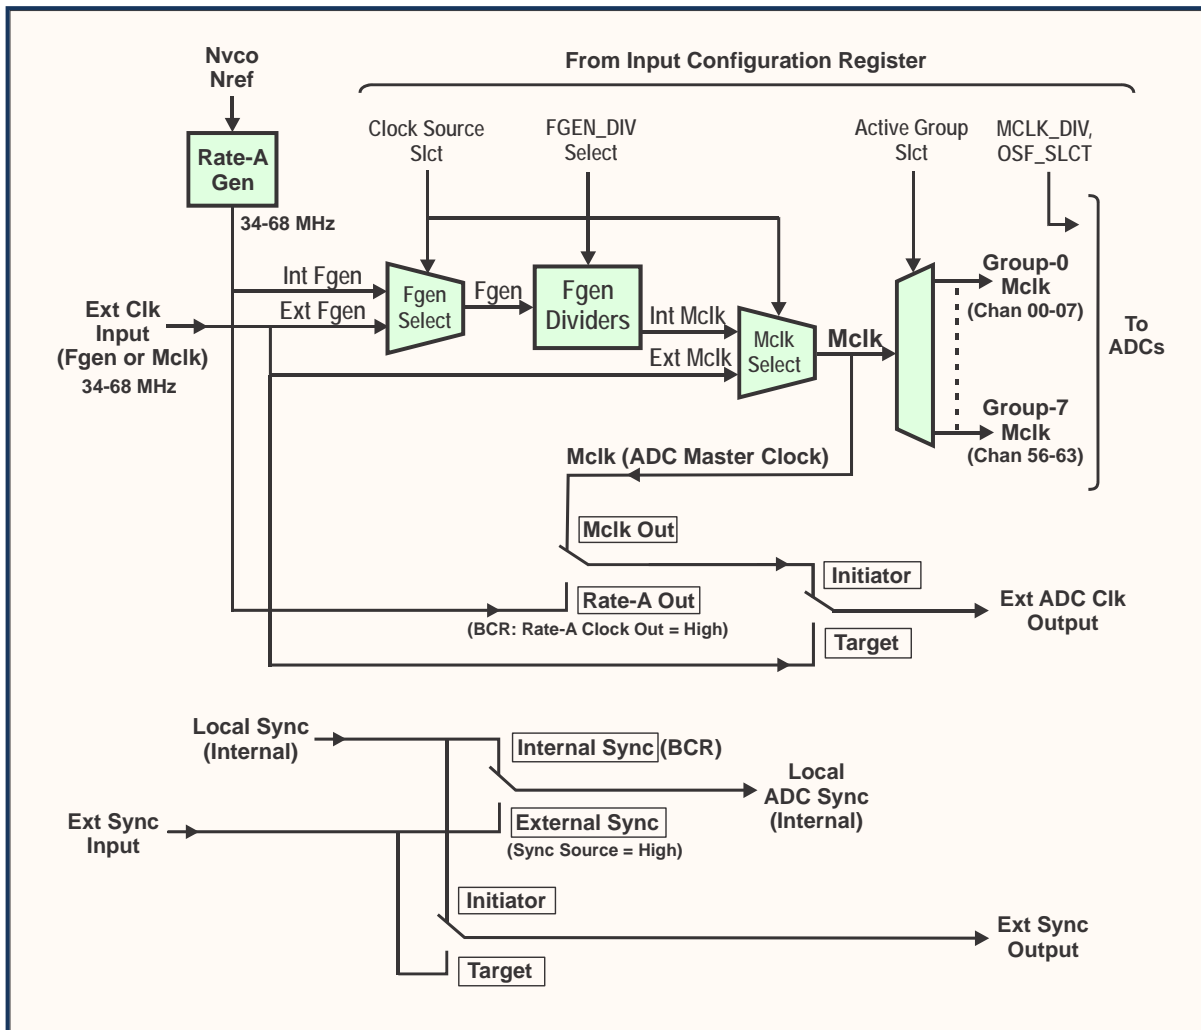 Nvco
Nref
From Input Configuration Register
Clock Source
Slct
FGEN_DIV
Select
Active Group
Slct
MCLK_DIV,
OSF_SLCT
Rate-A
Gen
34-68 MHz
Int Fgen
Ext Fgen
Fgen
Select
Fgen
Fgen
Dividers
Int Mclk
Ext Mclk
Mclk
Select
Mclk
Group-0
Mclk
(Chan 00-07)
To
ADCs
Group-7
Mclk
(Chan 56-63)
Ext Clk
Input
(Fgen or Mclk)
34-68 MHz
Mclk (ADC Master Clock)
Mclk Out
Rate-A Out
(BCR: Rate-A Clock Out = High)
Initiator
Target
Ext ADC Clk
Output
Local Sync
(Internal)
Internal Sync (BCR)
Local
ADC Sync
(Internal)
Ext Sync
Input
External Sync
(Sync Source = High)
Initiator
Target
Ext Sync
Output